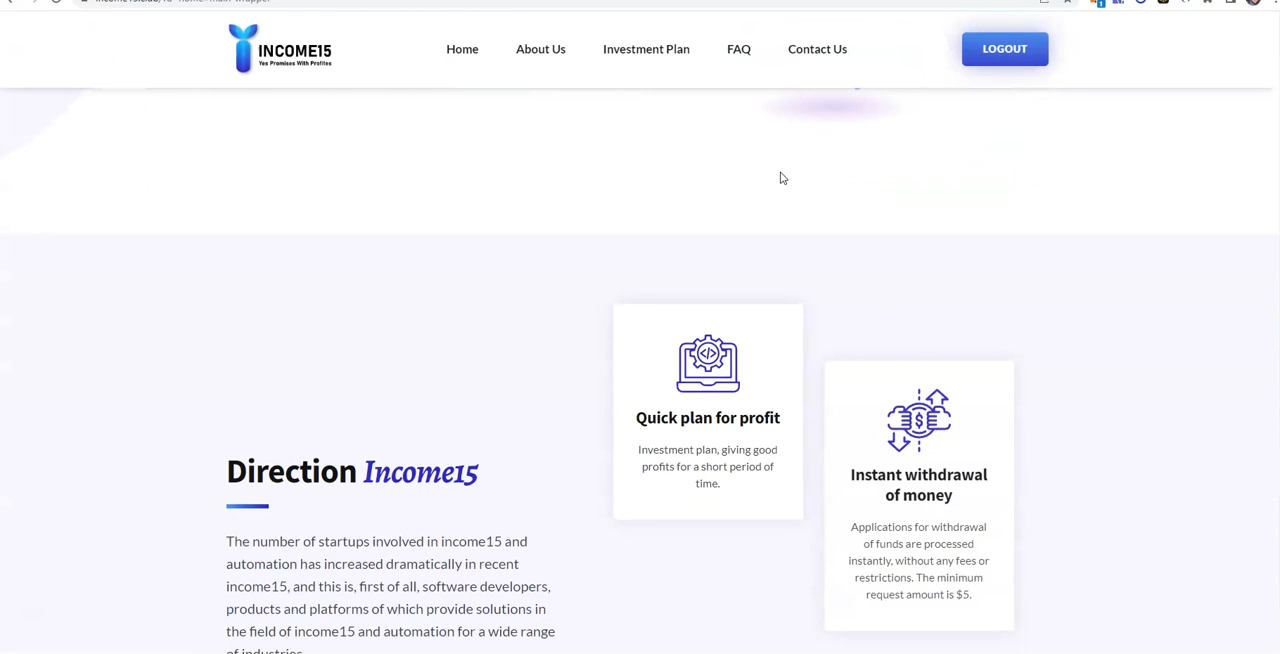 INCOME15
Yes Promises With Profites
Home
About Us
Investment Plan
FAQ
Contact Us
LOGOUT
Quick plan for profit
Investment plan, giving good
profits for a short period of
time.
Instant withdrawal
of money
Applications for withdrawal
of funds are processed
instantly, without any fees or
restrictions. The minimum
request amount is $5.
Direction Income15
The number of startups involved in income15 and
automation has increased dramatically in recent
income15, and this is, first of all, software developers,
products and platforms of which provide solutions in
the field of income15 and automation for a wide range
of industries.